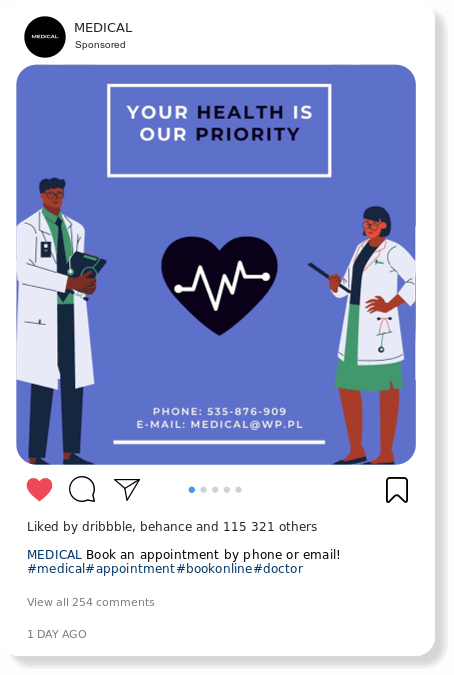 MEDICAL
MEDICAL
Sponsored
YOUR HEALTH IS
OUR PRIORITY
PHONE: 535-876-909
E-MAIL: MEDICAL@WP.PL
Liked by dribbble, behance and 115 321 others
MEDICAL Book an appointment by phone or email!
#medical#appointment#bookonline#doctor
View all 254 comments
1 DAY AGO